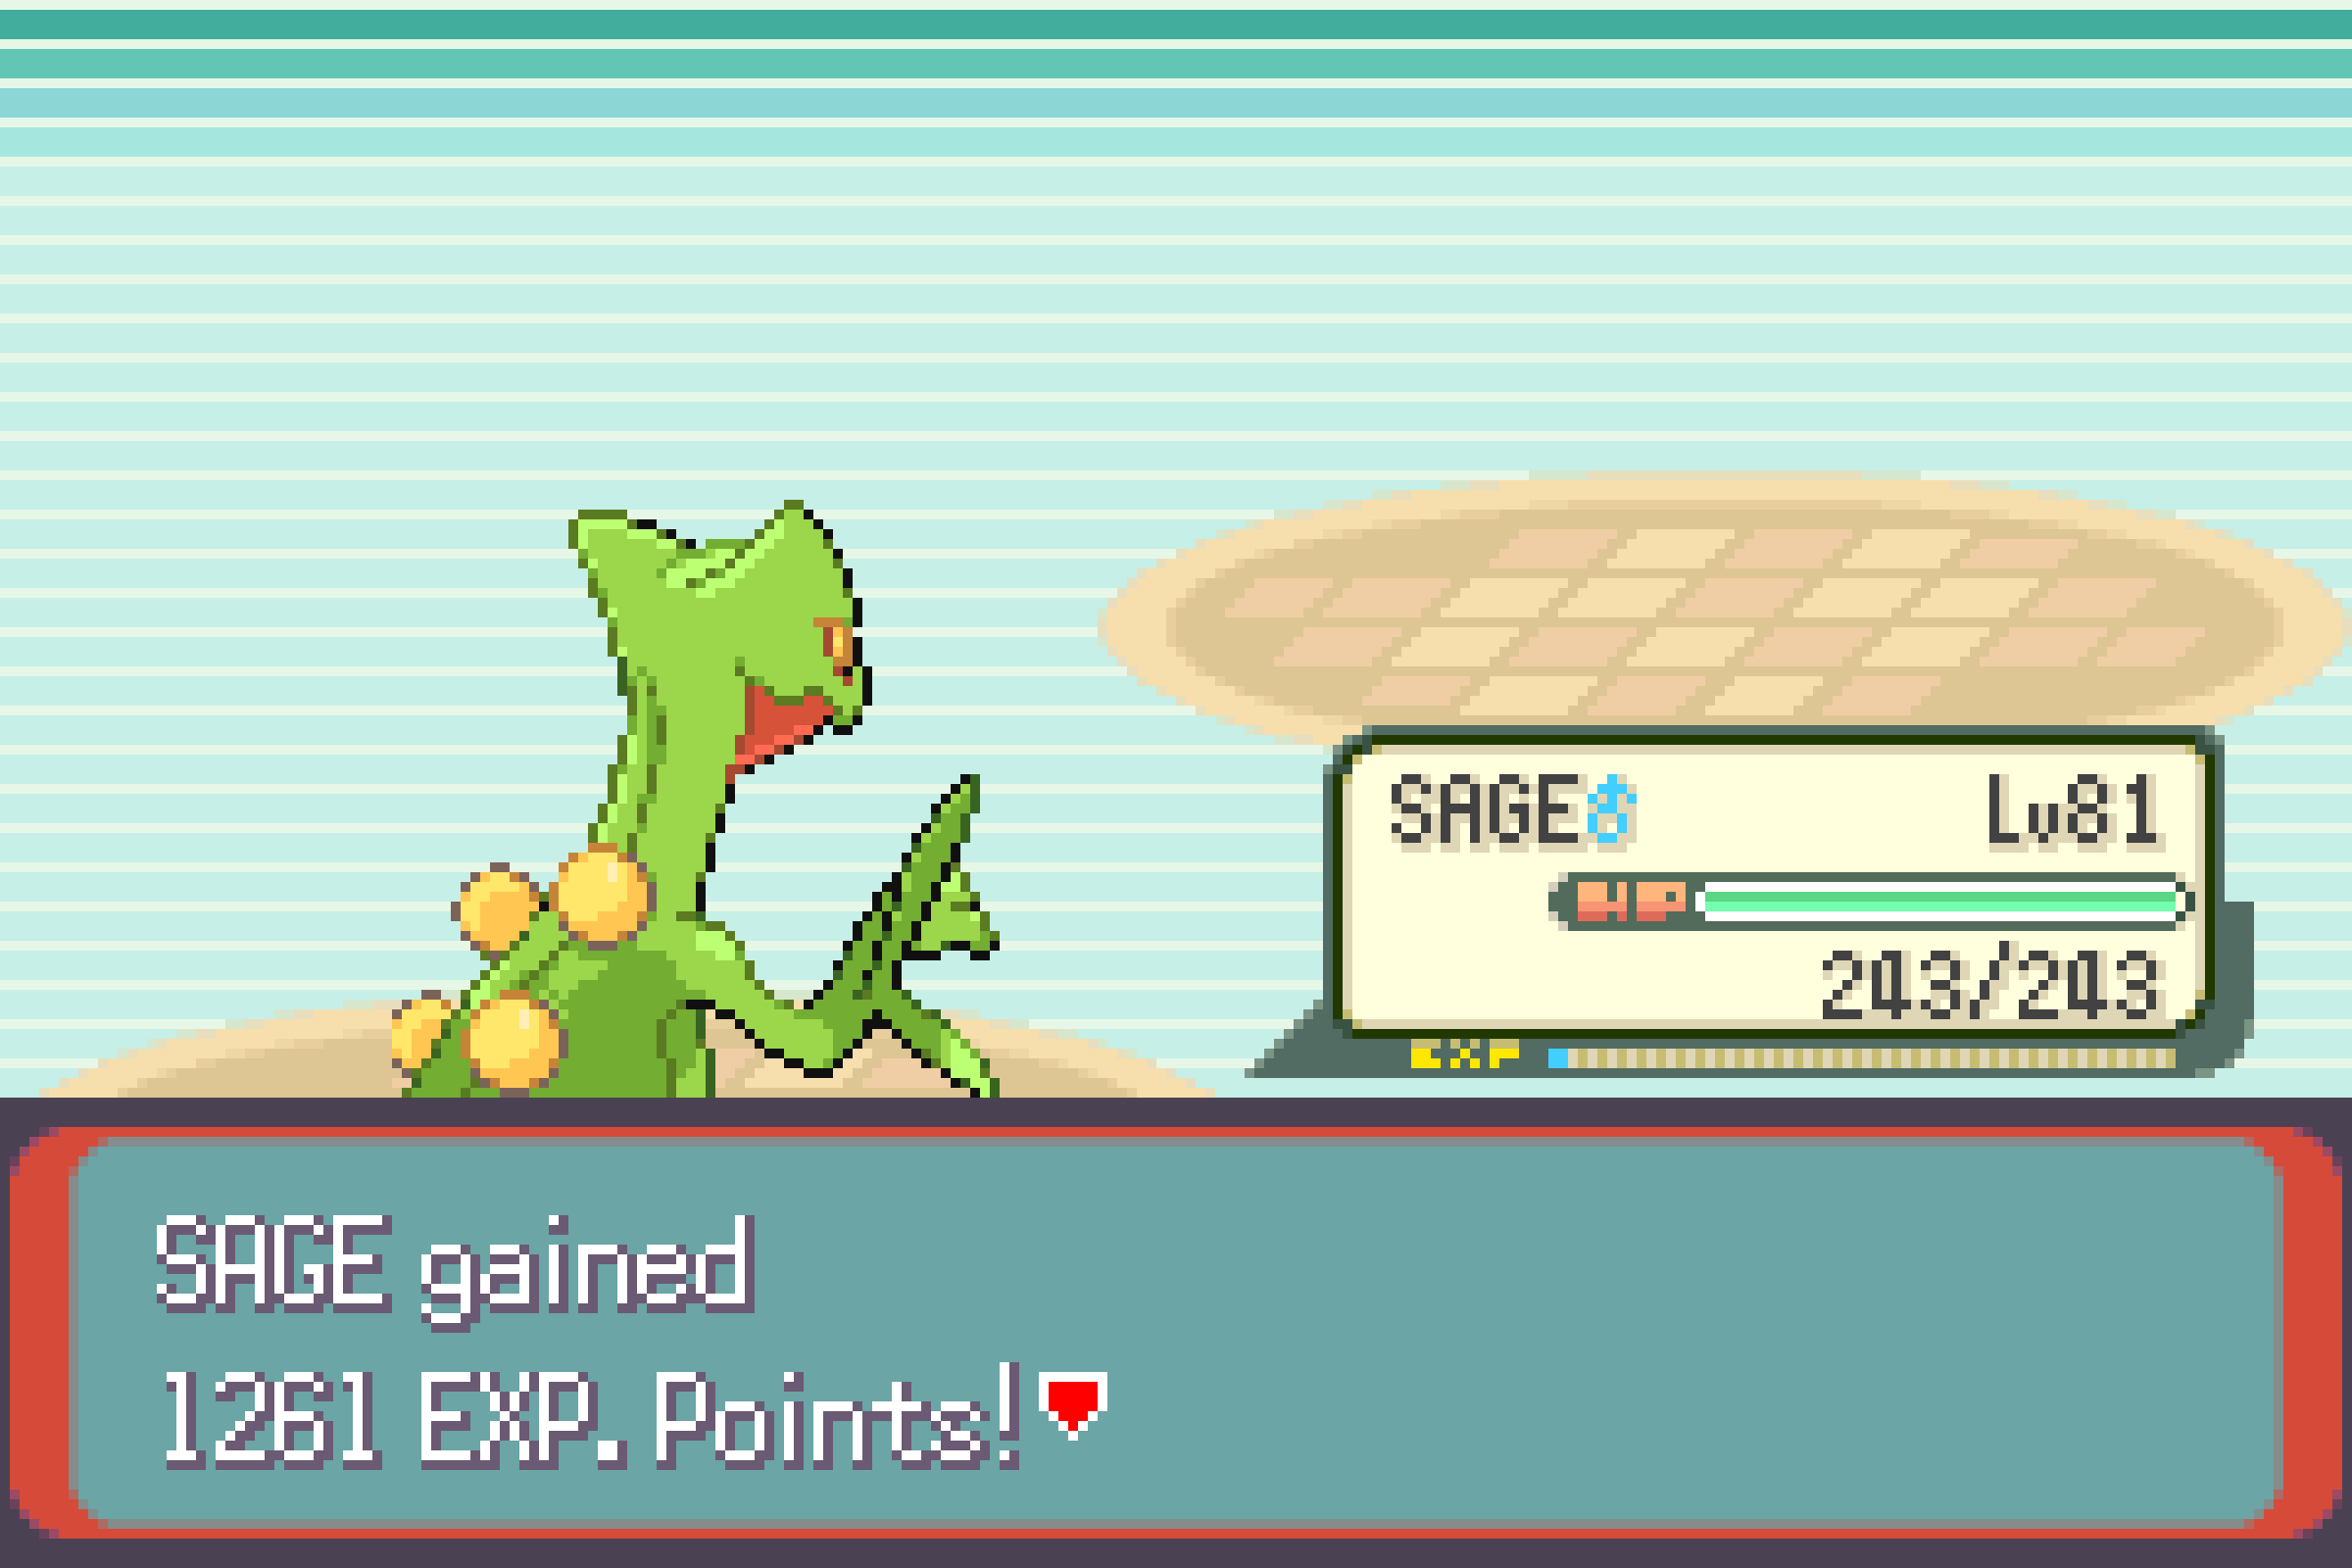 SAGE♂ Lv81
HP
243/243
EXP
SAGE gained
1261 EXP. Points!